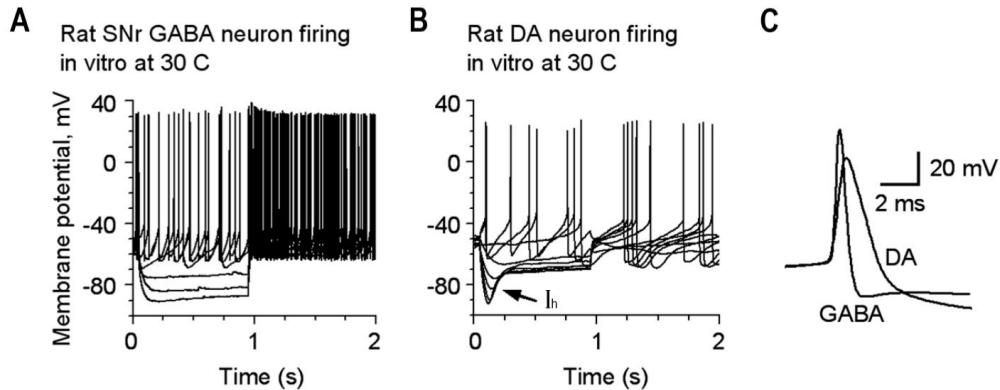 A
Rat SNr GABA neuron firing
in vitro at 30 C
Membrane potential, mV
40
0
-40
-80
0
1
2
Time (s)
B
Rat DA neuron firing
in vitro at 30 C
40
0
-40
-80
Ih
0
1
2
Time (s)
C
20 mV
2 ms
DA
GABA